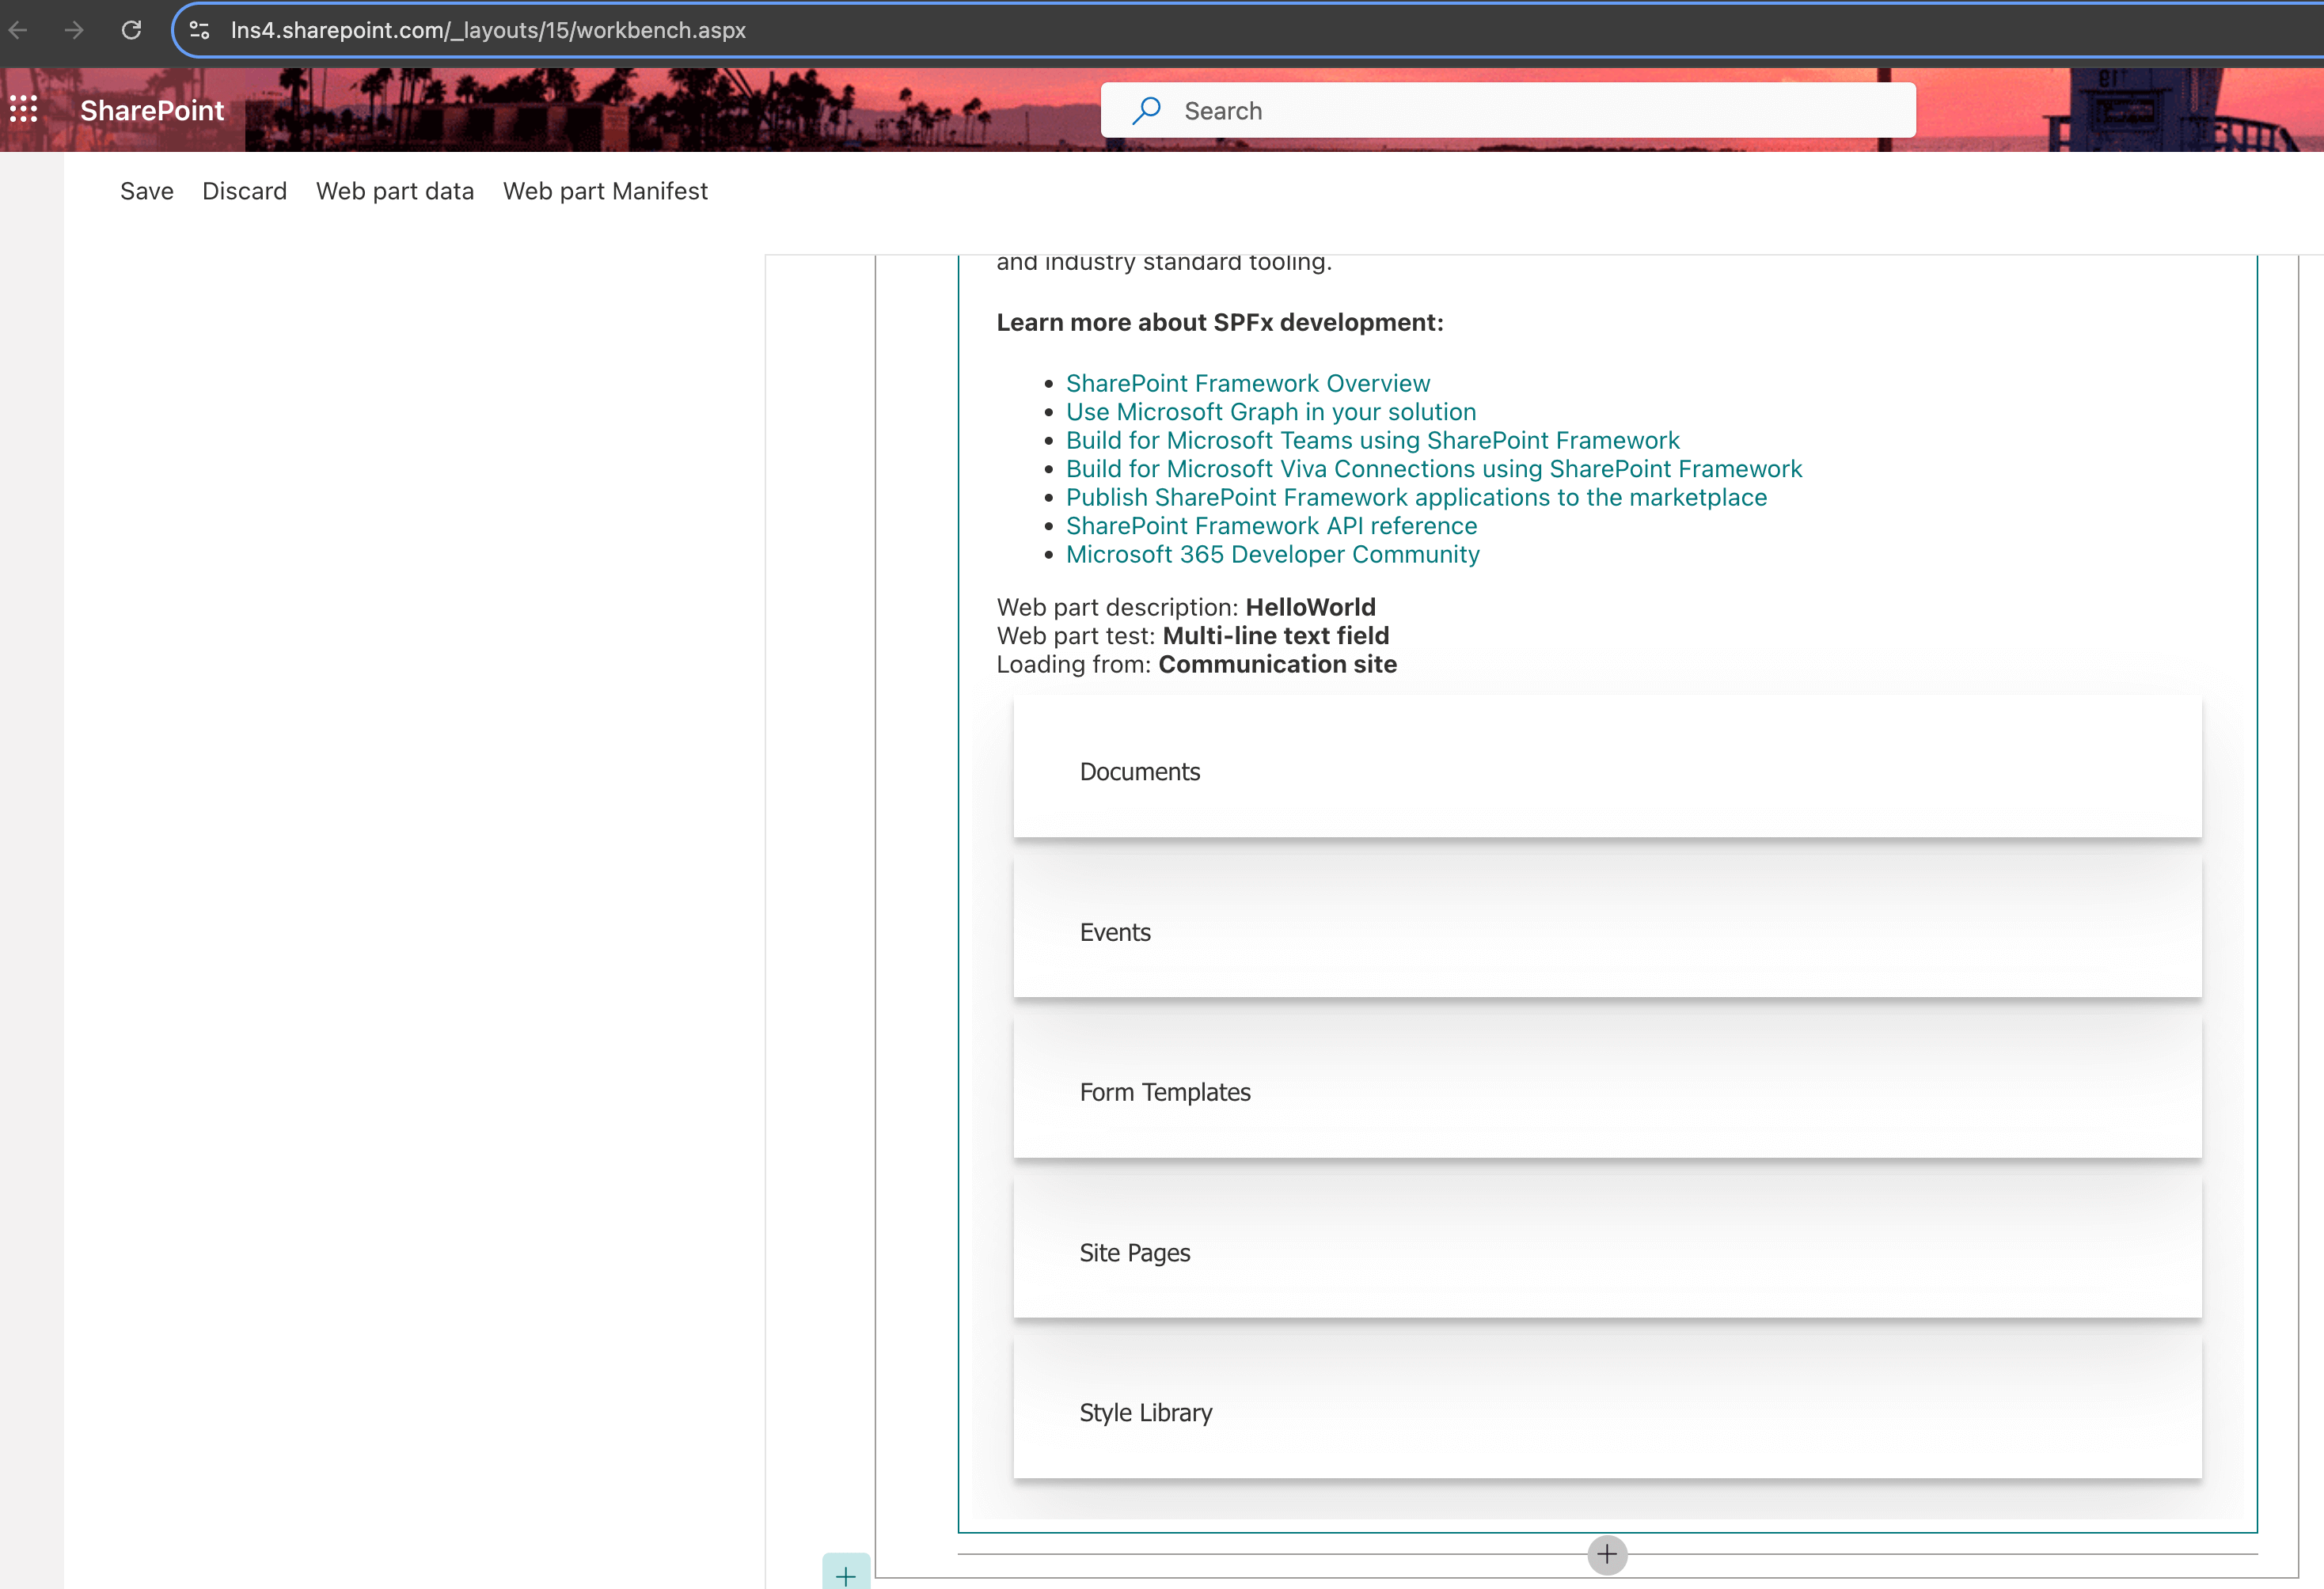 lns4.sharepoint.com/_layouts/15/workbench.aspx
SharePoint
Search
Save Discard Web part data Web part Manifest
and industry standard tooling.
Learn more about SPFx development:
SharePoint Framework Overview
Use Microsoft Graph in your solution
Build for Microsoft Teams using SharePoint Framework
Build for Microsoft Viva Connections using SharePoint Framework
Publish SharePoint Framework applications to the marketplace
SharePoint Framework API reference
Microsoft 365 Developer Community
Web part description: HelloWorld
Web part test: Multi-line text field
Loading from: Communication site
Documents
Events
Form Templates
Site Pages
Style Library